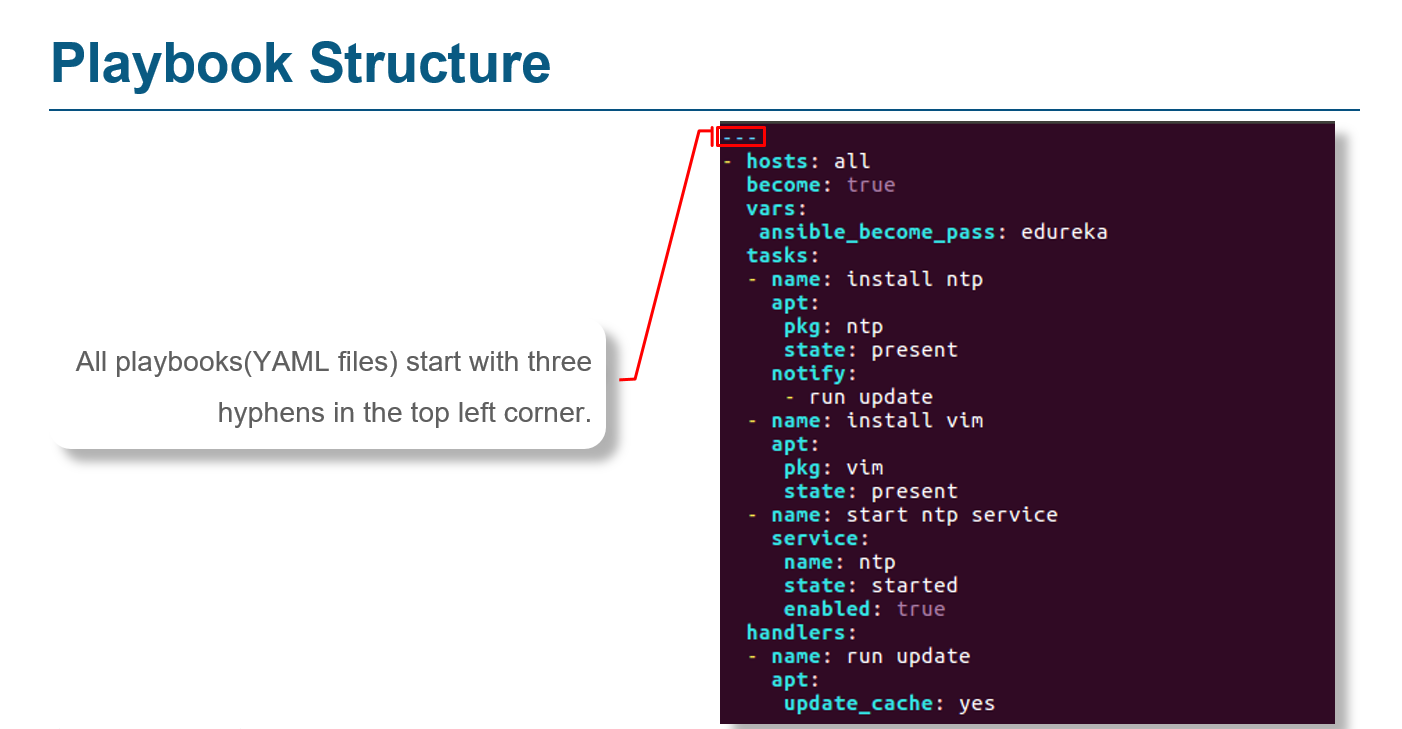 Playbook Structure
All playbooks(YAML files) start with three
hyphens in the top left corner.
---
- hosts: all
  become: true
  vars:
   ansible_become_pass: edureka
  tasks:
  - name: install ntp
    apt:
     pkg: ntp
     state: present
    notify:
     - run update
  - name: install vim
    apt:
     pkg: vim
     state: present
  - name: start ntp service
    service:
     name: ntp
     state: started
     enabled: true
  handlers:
  - name: run update
    apt:
     update_cache: yes